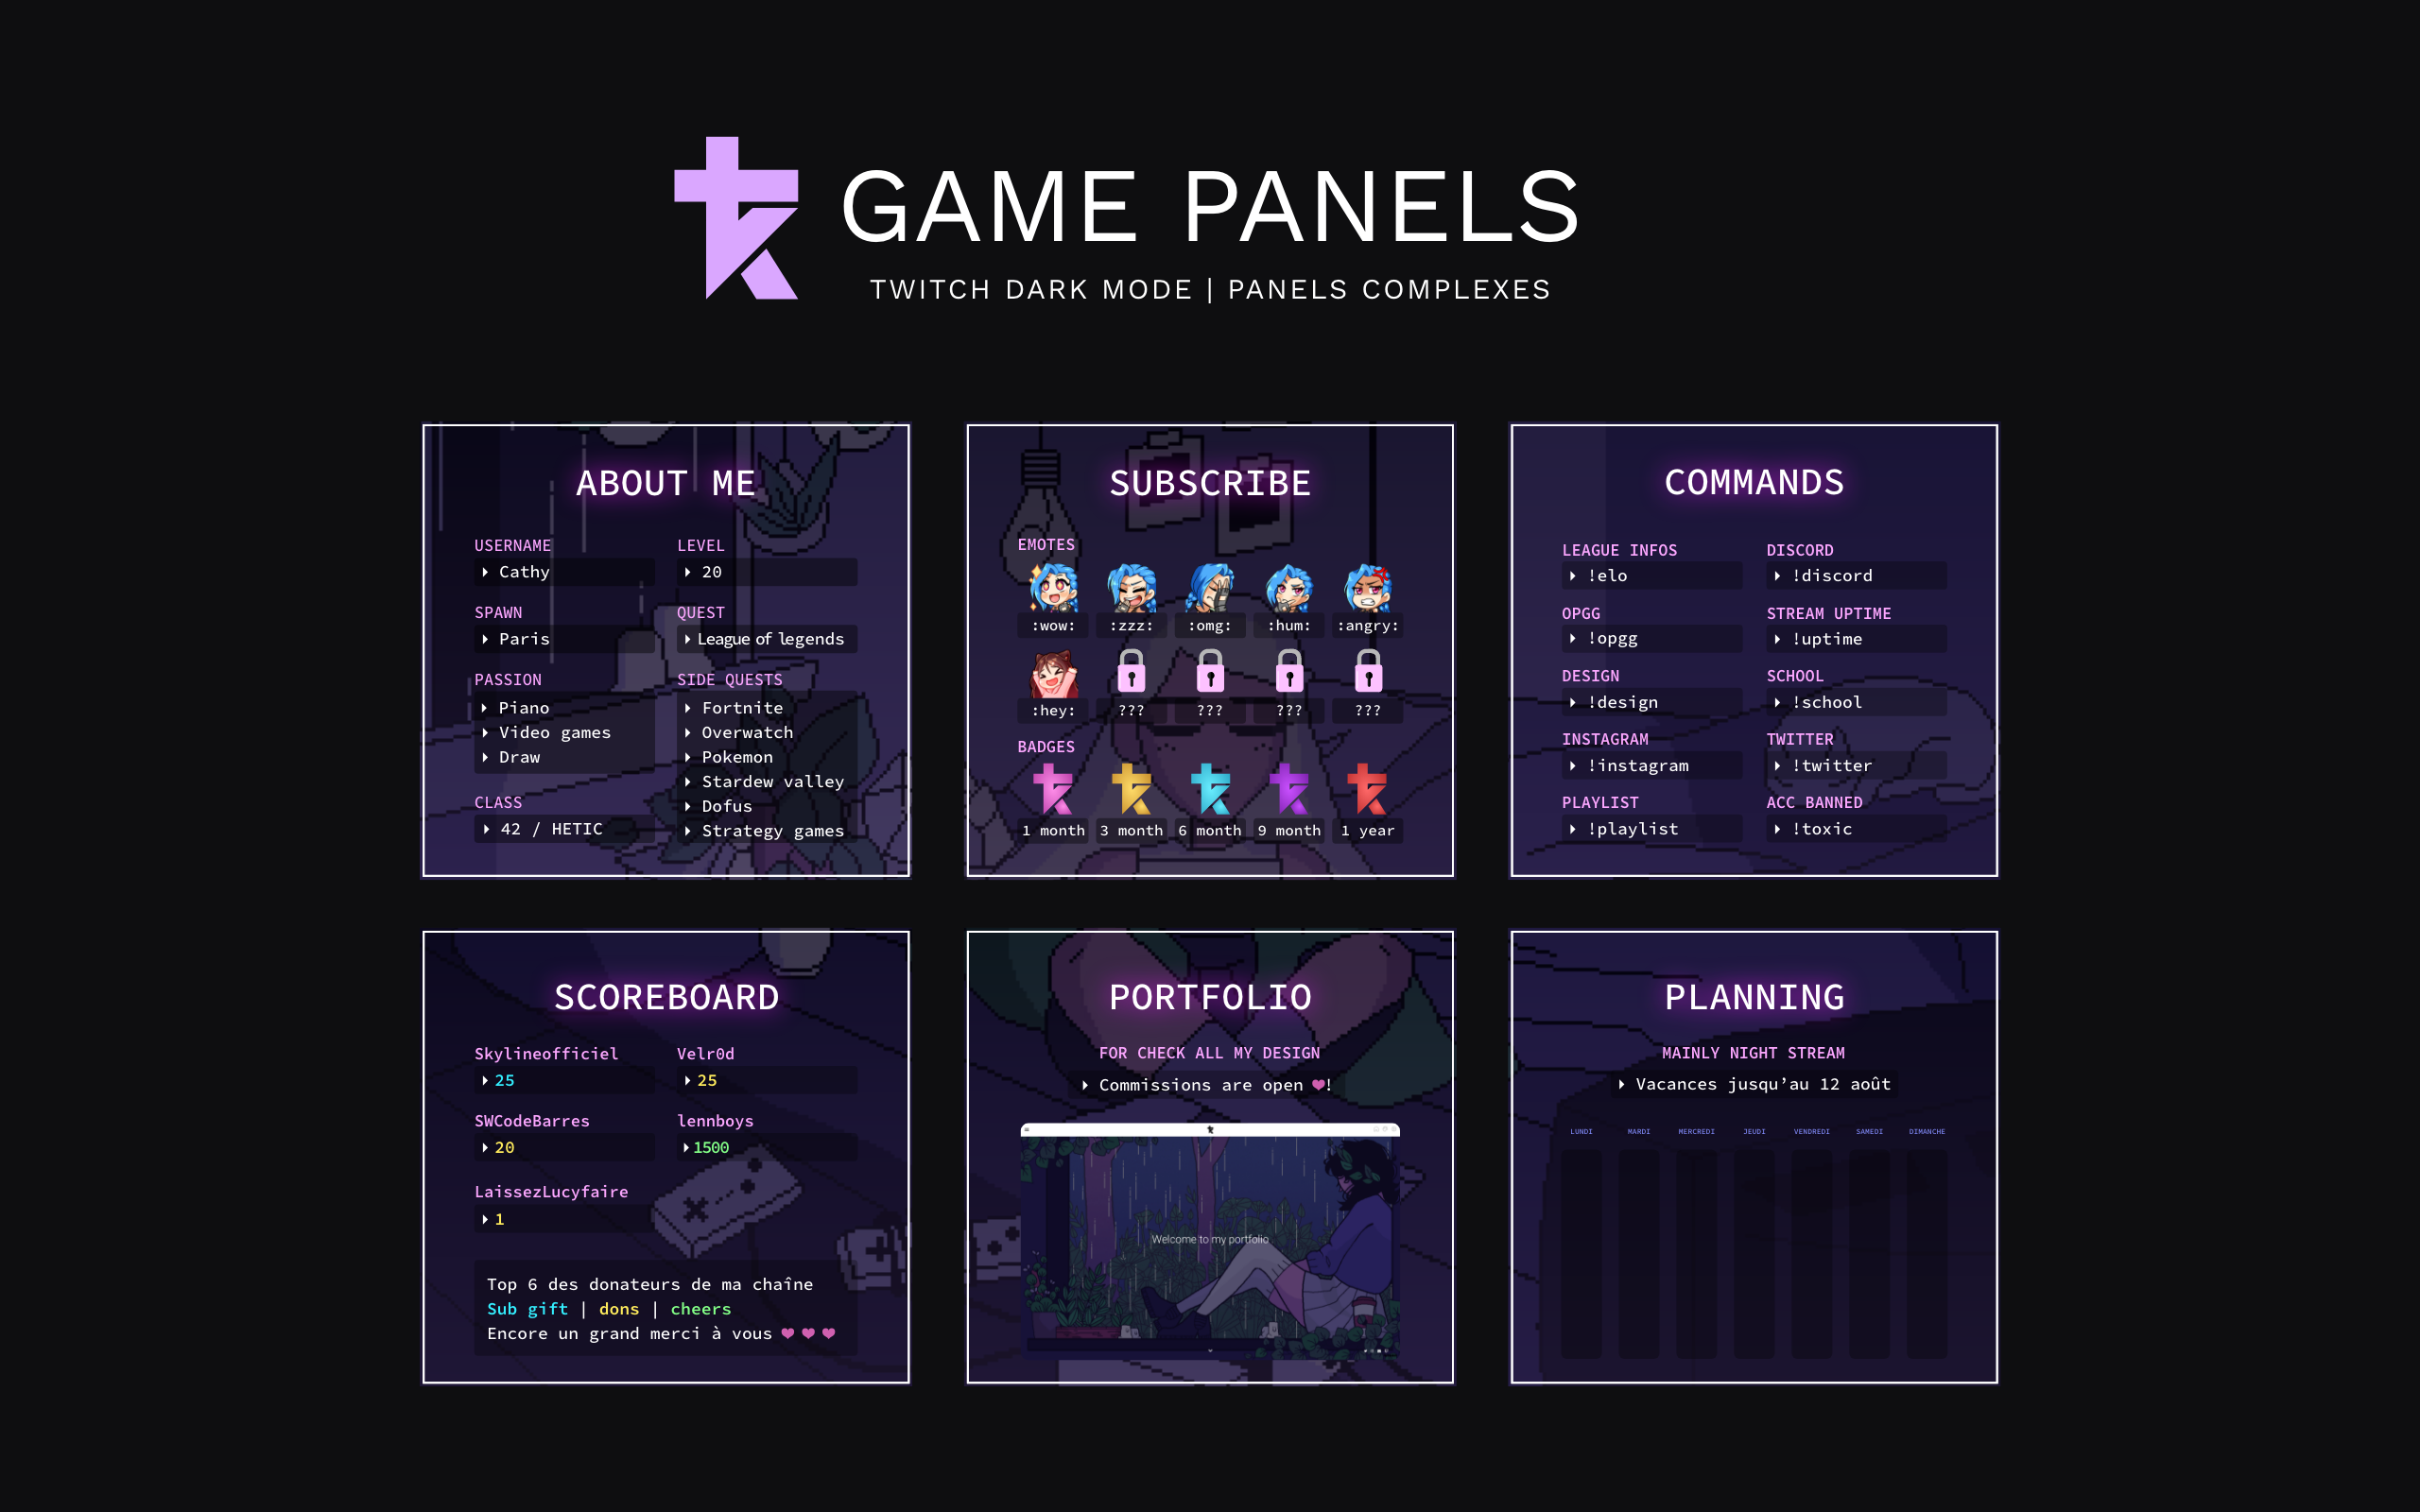 GAME PANELS
TWITCH DARK MODE | PANELS COMPLEXES
ABOUT ME
USERNAME
Cathy
SPAWN
Paris
PASSION
Piano
Video games
Draw
CLASS
42 / HETIC
LEVEL
20
QUEST
League of legends
SIDE QUESTS
Fortnite
Overwatch
Pokemon
Stardew valley
Dofus
Strategy games
SUBSCRIBE
EMOTES
:wow: :zzz: :omg: :hum: :angry:
:hey: ??? ??? ??? ???
BADGES
1 month 3 month 6 month 9 month 1 year
COMMANDS
LEAGUE INFOS
!elo
OPGG
!opgg
DESIGN
!design
INSTAGRAM
!instagram
PLAYLIST
!playlist
DISCORD
!discord
STREAM UPTIME
!uptime
SCHOOL
!school
TWITTER
!twitter
ACC BANNED
!toxic
SCOREBOARD
Skylineofficiel
25
SWCodeBarres
20
LaissezLucyfaire
1
Velr0d
25
lennboys
1500
Top 6 des donateurs de ma chaîne
Sub gift | dons | cheers
Encore un grand merci à vous ❤ ❤ ❤
PORTFOLIO
FOR CHECK ALL MY DESIGN
Commissions are open ❤!
Welcome to my portfolio
PLANNING
MAINLY NIGHT STREAM
Vacances jusqu’au 12 août
LUNDI MARDI MERCREDI JEUDI VENDREDI SAMEDI DIMANCHE